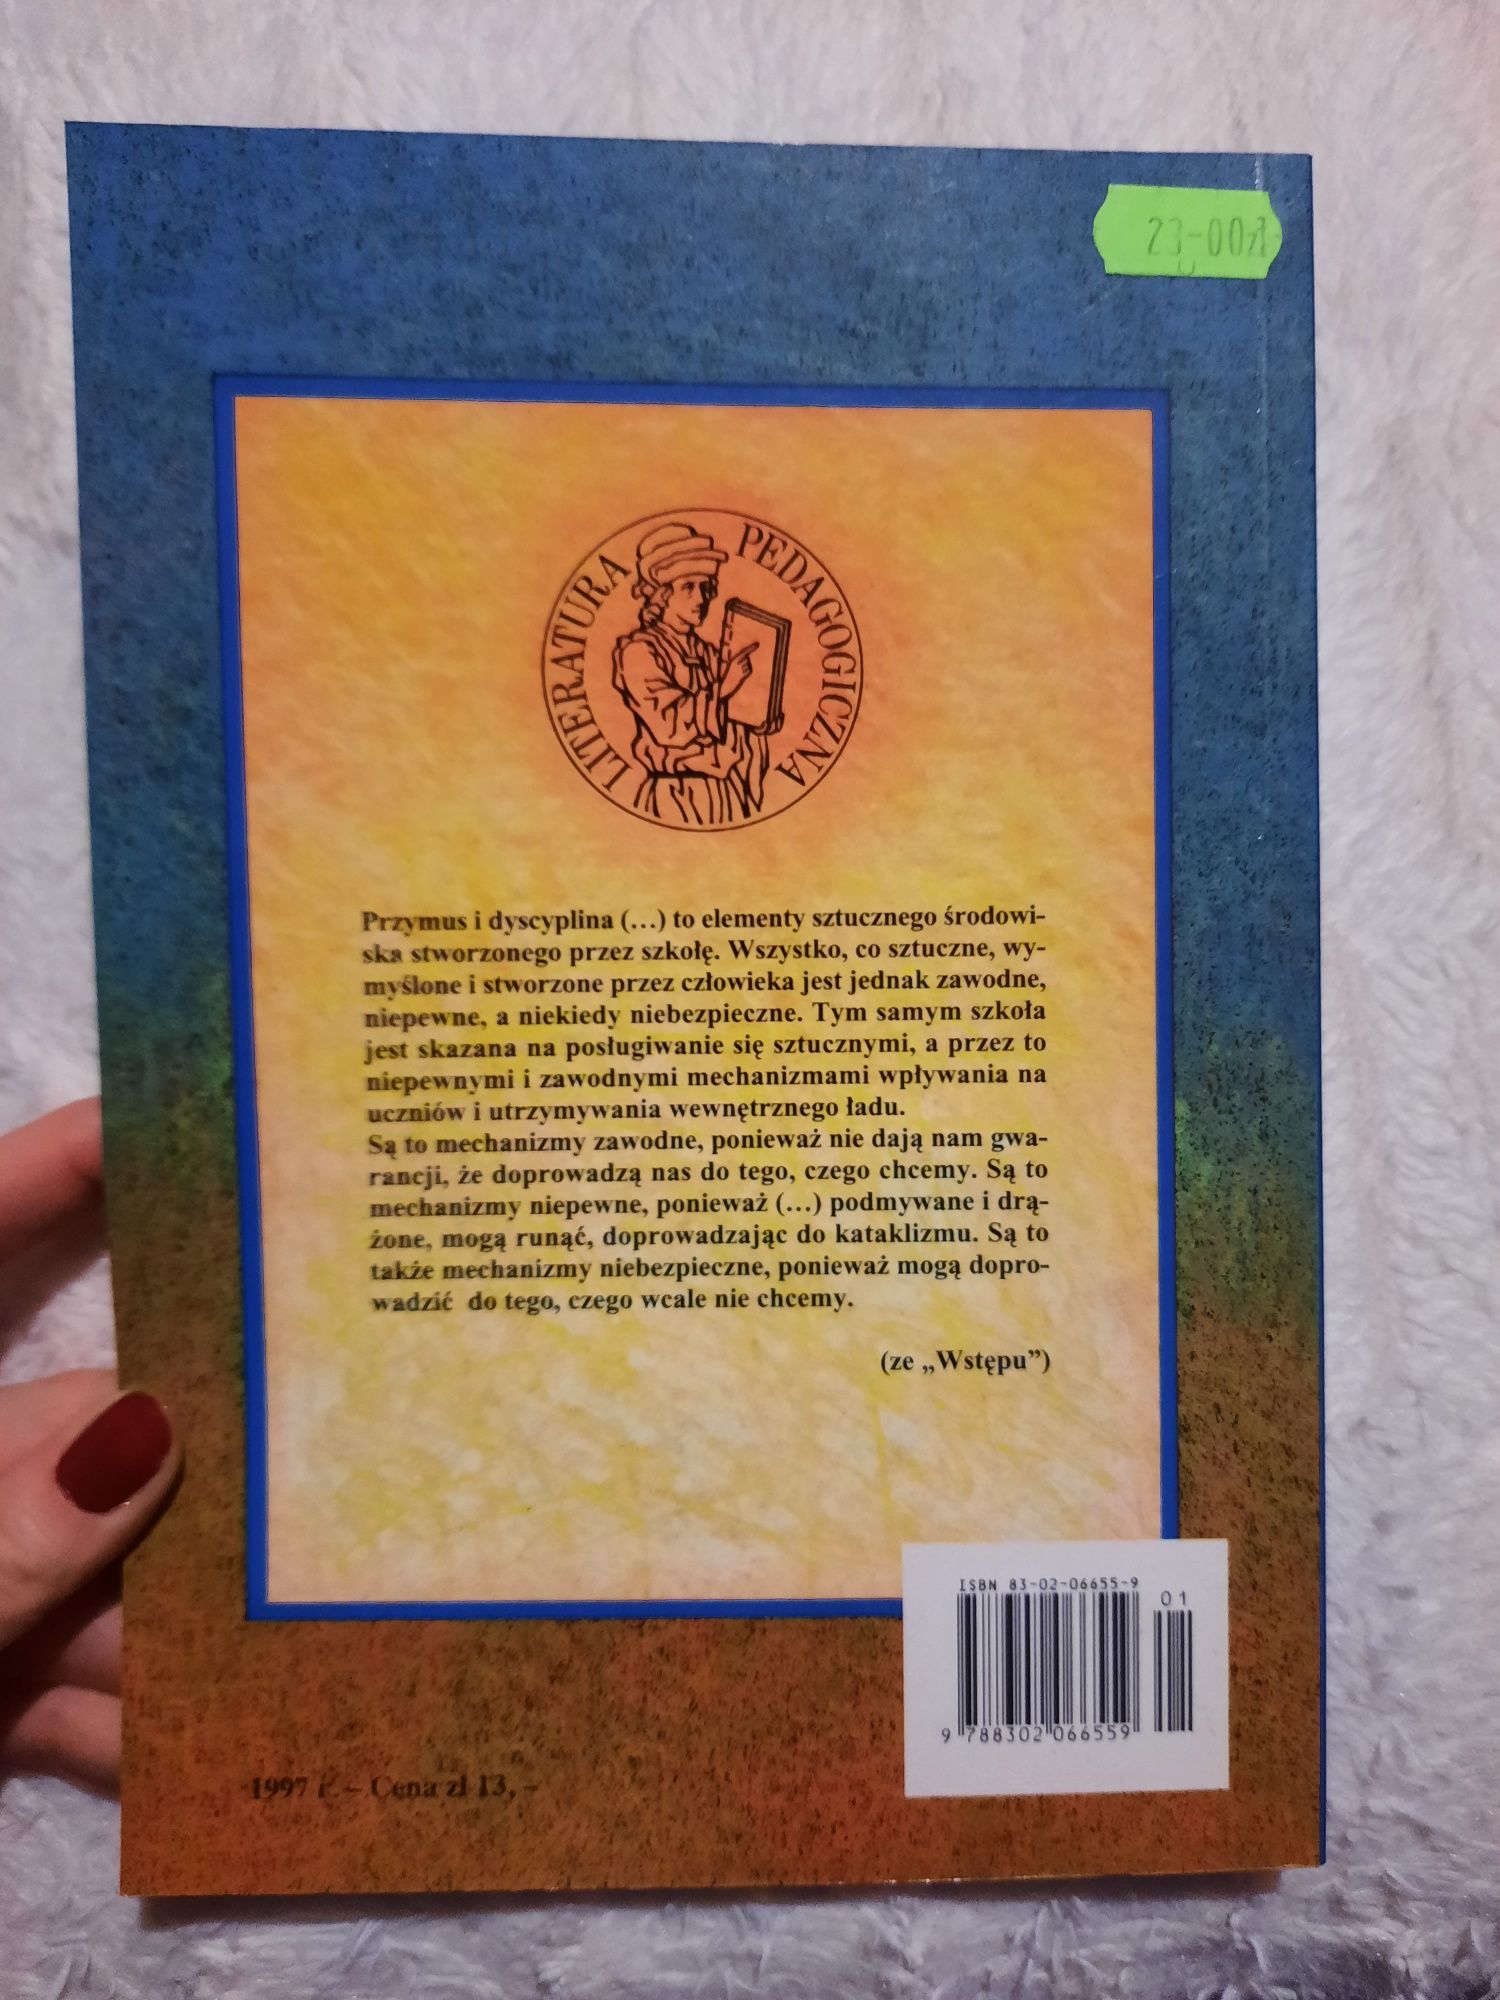 23-00zł
LITERATURA PEDAGOGICZNA
Przymus i dyscyplina (...) to elementy sztucznego środowi-
ska stworzonego przez szkołę. Wszystko, co sztuczne, wy-
myślone i stworzone przez człowieka jest jednak zawodne,
niepewne, a niekiedy niebezpieczne. Tym samym szkoła
jest skazana na posługiwanie się sztucznymi, a przez to
niepewnymi i zawodnymi mechanizmami wpływania na
uczniów i utrzymywania wewnętrznego ładu.
Są to mechanizmy zawodne, ponieważ nie dają nam gwa-
rancji, że doprowadzą nas do tego, czego chcemy. Są to
mechanizmy niepewne, ponieważ (...) podmywane i drą-
żone, mogą runąć, doprowadzając do kataklizmu. Są to
także mechanizmy niebezpieczne, ponieważ mogą dopro-
wadzić do tego, czego wcale nie chcemy.
(ze „Wstępu”)
ISBN 83-02-06655-9
01
9 788302 066559
1997 r. – Cena zł 13, –